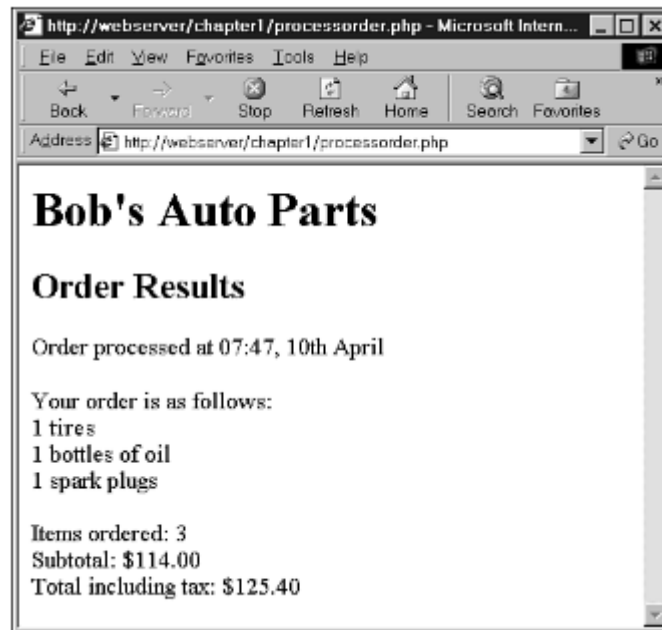 http://webserver/chapter1/processorder.php - Microsoft Intern...
File Edit View Favorites Tools Help
Back Forward Stop Refresh Home Search Favorites
Address http://webserver/chapter1/processorder.php Go
Bob's Auto Parts
Order Results
Order processed at 07:47, 10th April
Your order is as follows:
1 tires
1 bottles of oil
1 spark plugs
Items ordered: 3
Subtotal: $114.00
Total including tax: $125.40